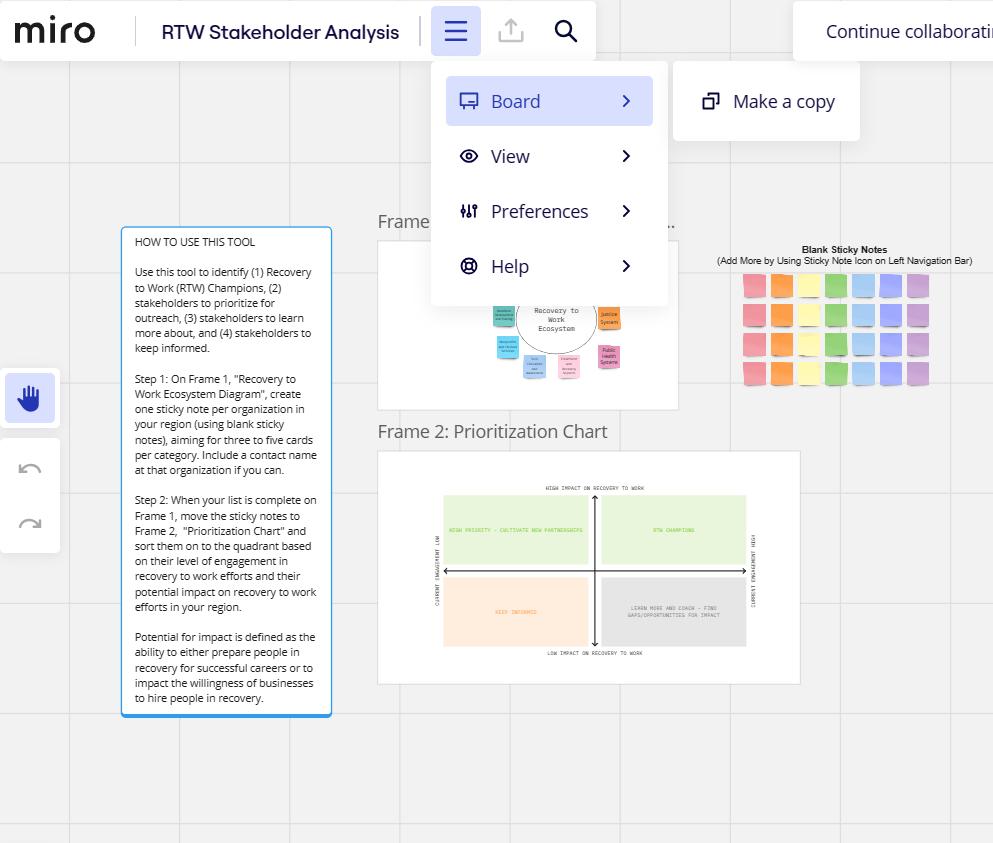 miro
RTW Stakeholder Analysis
Continue collaborati
Board
Make a copy
View
Preferences
Help
HOW TO USE THIS TOOL
Use this tool to identify (1) Recovery
to Work (RTW) Champions, (2)
stakeholders to prioritize for
outreach, (3) stakeholders to learn
more about, and (4) stakeholders to
keep informed.
Step 1: On Frame 1, "Recovery to
Work Ecosystem Diagram", create
one sticky note per organization in
your region (using blank sticky
notes), aiming for three to five cards
per category. Include a contact name
at that organization if you can.
Step 2: When your list is complete on
Frame 1, move the sticky notes to
Frame 2,  "Prioritization Chart" and
sort them on to the quadrant based
on their level of engagement in
recovery to work efforts and their
potential impact on recovery to work
efforts in your region.
Potential for impact is defined as the
ability to either prepare people in
recovery for successful careers or to
impact the willingness of businesses
to hire people in recovery.
Frame
..
Recovery to
Work
Ecosystem
Justice
System
Public
Health
Systems
Blank Sticky Notes
(Add More by Using Sticky Note Icon on Left Navigation Bar)
Frame 2: Prioritization Chart
HIGH IMPACT ON RECOVERY TO WORK
HIGH PRIORITY - CULTIVATE NEW PARTNERSHIPS
RTW CHAMPIONS
CURRENT ENGAGEMENT LOW
CURRENT ENGAGEMENT HIGH
KEEP INFORMED
LEARN MORE AND COACH - FIND
GAPS/OPPORTUNITIES FOR IMPACT
LOW IMPACT ON RECOVERY TO WORK